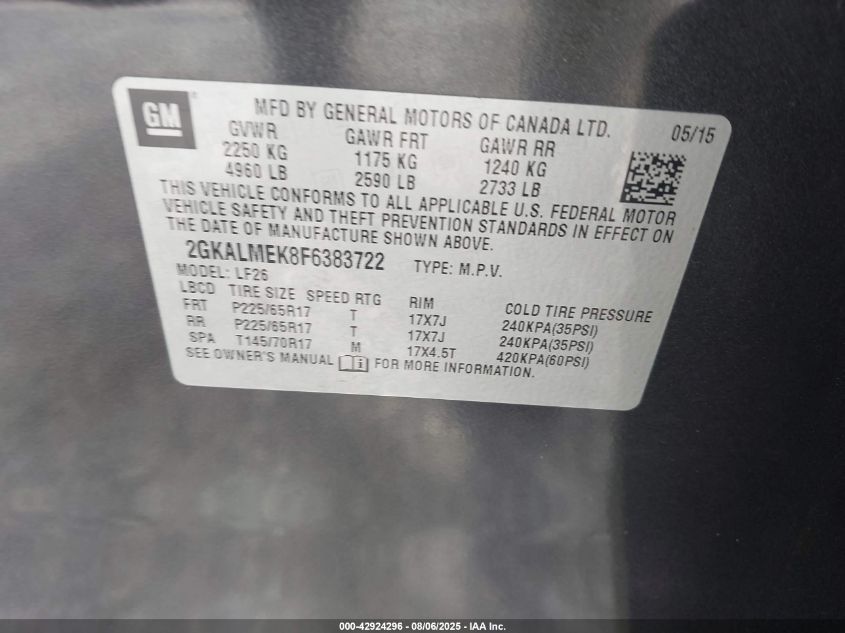 GM
MFD BY GENERAL MOTORS OF CANADA LTD. 05/15
GVWR GAWR FRT GAWR RR
2250 KG 1175 KG 1240 KG
4960 LB 2590 LB 2733 LB
THIS VEHICLE CONFORMS TO ALL APPLICABLE U.S. FEDERAL MOTOR
VEHICLE SAFETY AND THEFT PREVENTION STANDARDS IN EFFECT ON
THE DATE OF MANUFACTURE SHOWN ABOVE.
2GKALMEK8F6383722 TYPE: M.P.V.
MODEL: LF26
LBCD TIRE SIZE SPEED RTG RIM COLD TIRE PRESSURE
FRT P225/65R17 T 17X7J 240KPA(35PSI)
RR P225/65R17 T 17X7J 240KPA(35PSI)
SPA T145/70R17 M 17X4.5T 420KPA(60PSI)
SEE OWNER'S MANUAL FOR MORE INFORMATION.
000-42924296 - 08/06/2025 - IAA Inc.